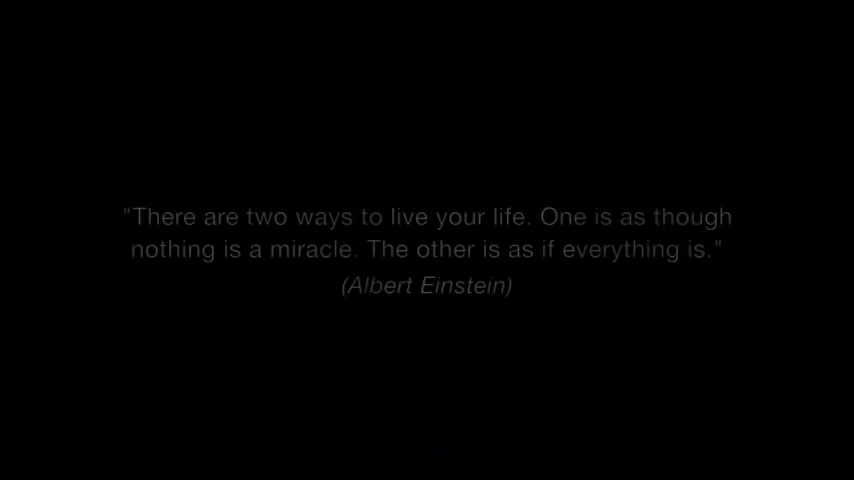 "There are two ways to live your life. One is as though
nothing is a miracle. The other is as if everything is."
(Albert Einstein)